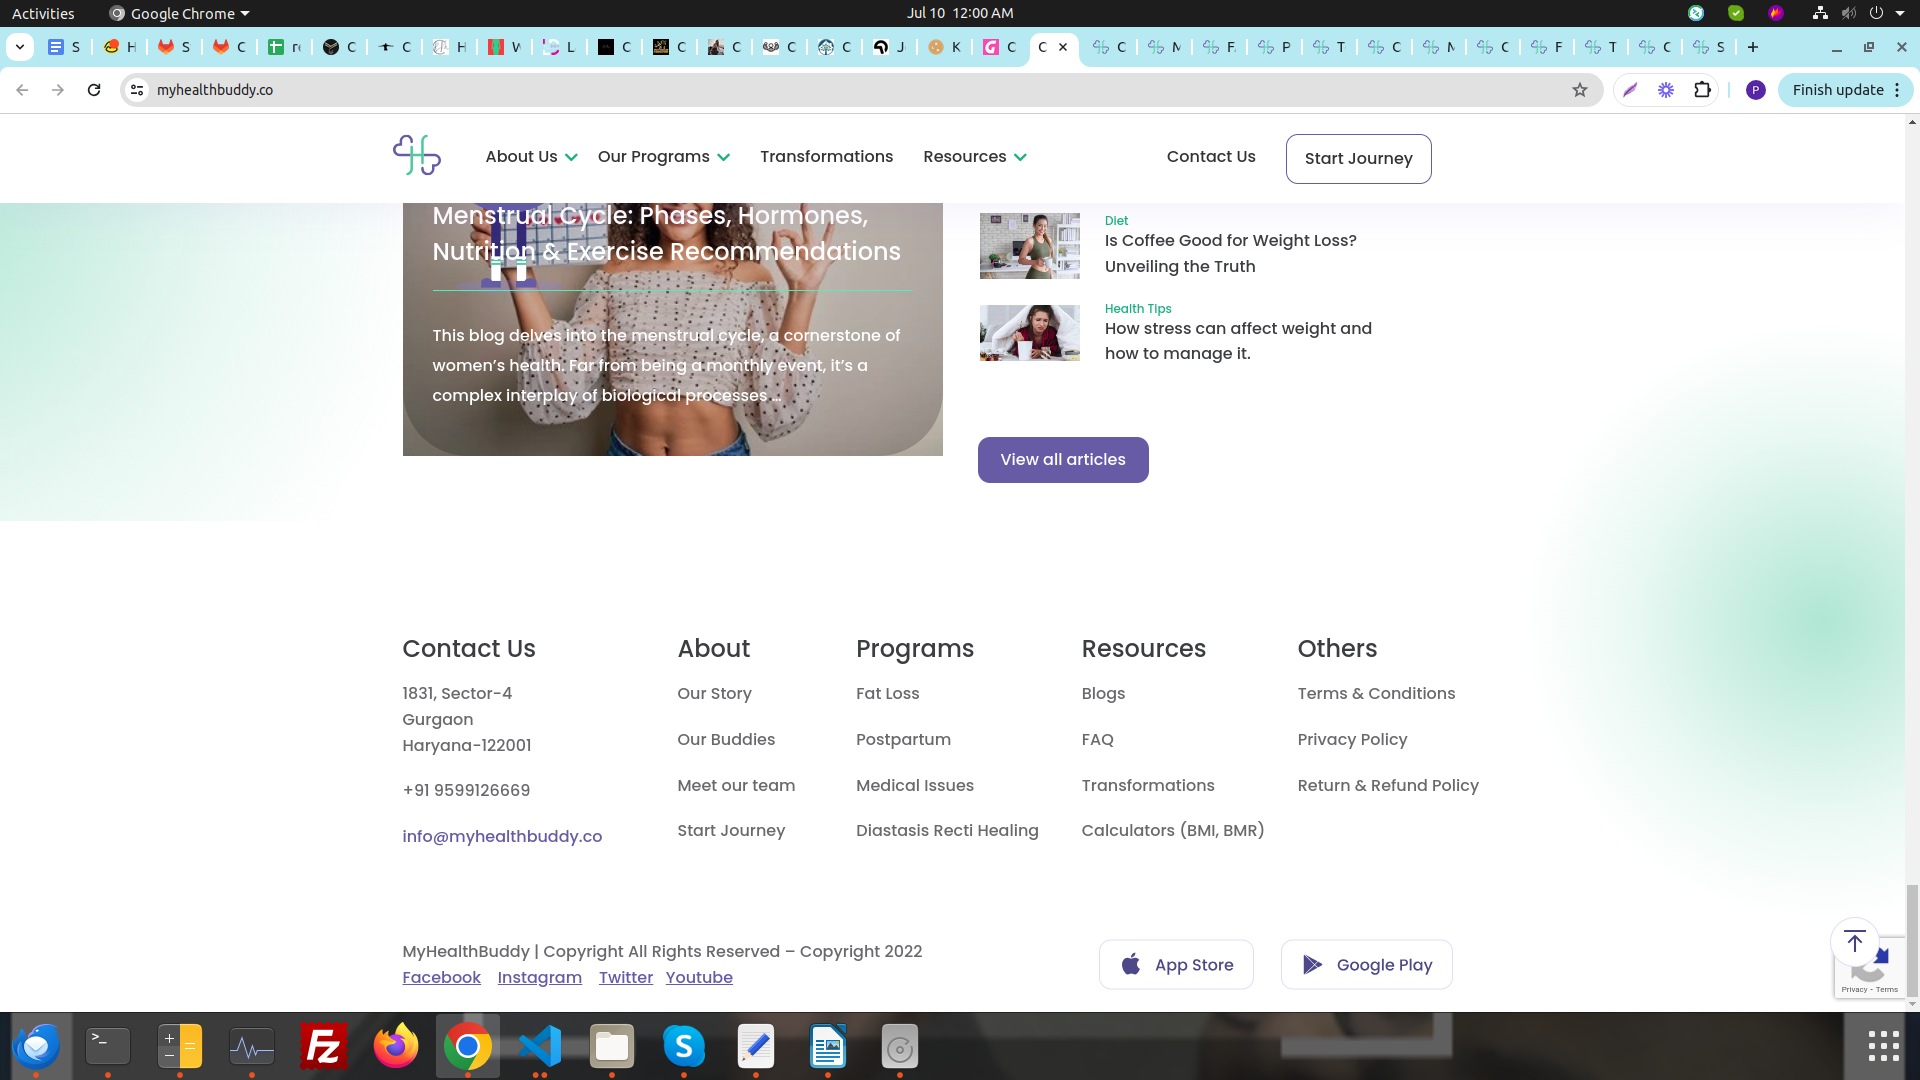 Activities
Google Chrome
Jul 10 12:00 AM
S
H
S
C
re
C
C
H
W
L
C
C
C
C
C
J
K
C
C
C
M
F
P
T
C
M
C
F
T
C
S
myhealthbuddy.co
P
Finish update
About Us
Our Programs
Transformations
Resources
Contact Us
Start Journey
Menstrual Cycle: Phases, Hormones,
Nutrition & Exercise Recommendations
This blog delves into the menstrual cycle, a cornerstone of
women’s health. Far from being a monthly event, it’s a
complex interplay of biological processes ...
Diet
Is Coffee Good for Weight Loss?
Unveiling the Truth
Health Tips
How stress can affect weight and
how to manage it.
View all articles
Contact Us
1831, Sector-4
Gurgaon
Haryana-122001
+91 9599126669
info@myhealthbuddy.co
About
Our Story
Our Buddies
Meet our team
Start Journey
Programs
Fat Loss
Postpartum
Medical Issues
Diastasis Recti Healing
Resources
Blogs
FAQ
Transformations
Calculators (BMI, BMR)
Others
Terms & Conditions
Privacy Policy
Return & Refund Policy
MyHealthBuddy | Copyright All Rights Reserved – Copyright 2022
Facebook Instagram Twitter Youtube
App Store
Google Play
Privacy - Terms